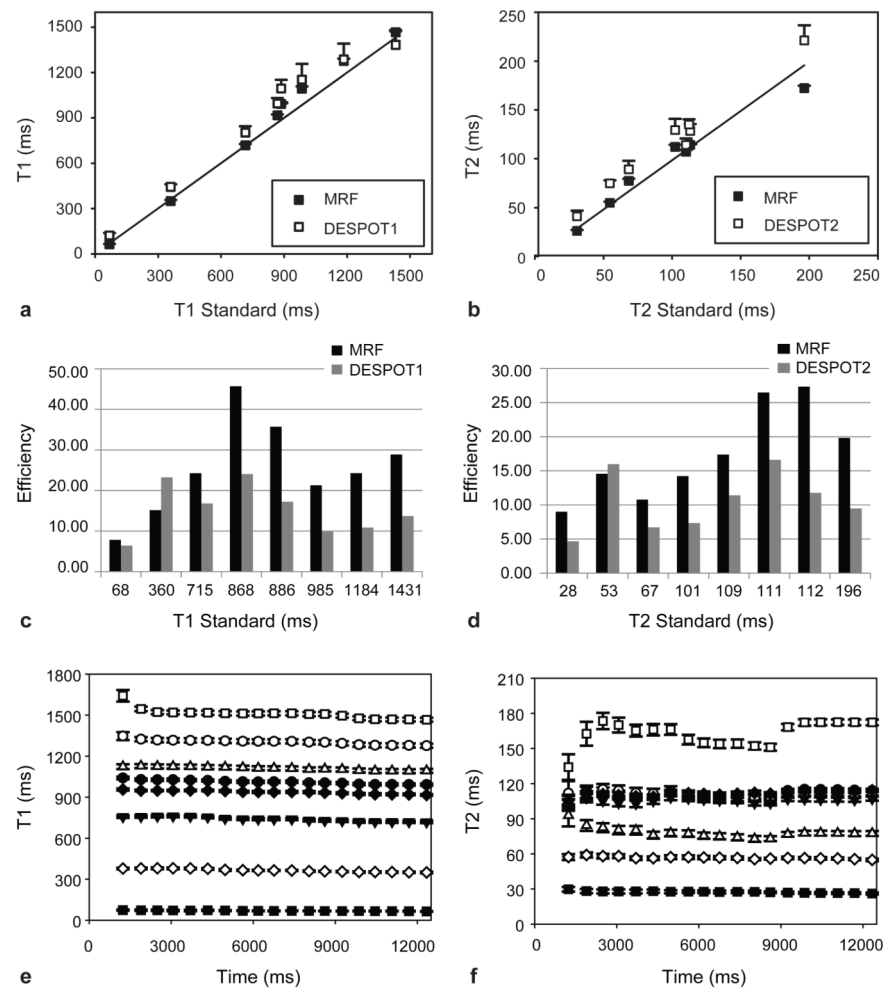 1500
1200
900
600
300
0
T1 (ms)
MRF
DESPOT1
0 300 600 900 1200 1500
a T1 Standard (ms)
250
200
150
100
50
0
T2 (ms)
MRF
DESPOT2
0 50 100 150 200 250
b T2 Standard (ms)
MRF
DESPOT1
50.00
40.00
30.00
20.00
10.00
0.00
Efficiency
68 360 715 868 886 985 1184 1431
c T1 Standard (ms)
MRF
DESPOT2
30.00
25.00
20.00
15.00
10.00
5.00
0.00
Efficiency
28 53 67 101 109 111 112 196
d T2 Standard (ms)
1800
1500
1200
900
600
300
0
T1 (ms)
0 3000 6000 9000 12000
e Time (ms)
210
180
150
120
90
60
30
0
T2 (ms)
0 3000 6000 9000 12000
f Time (ms)